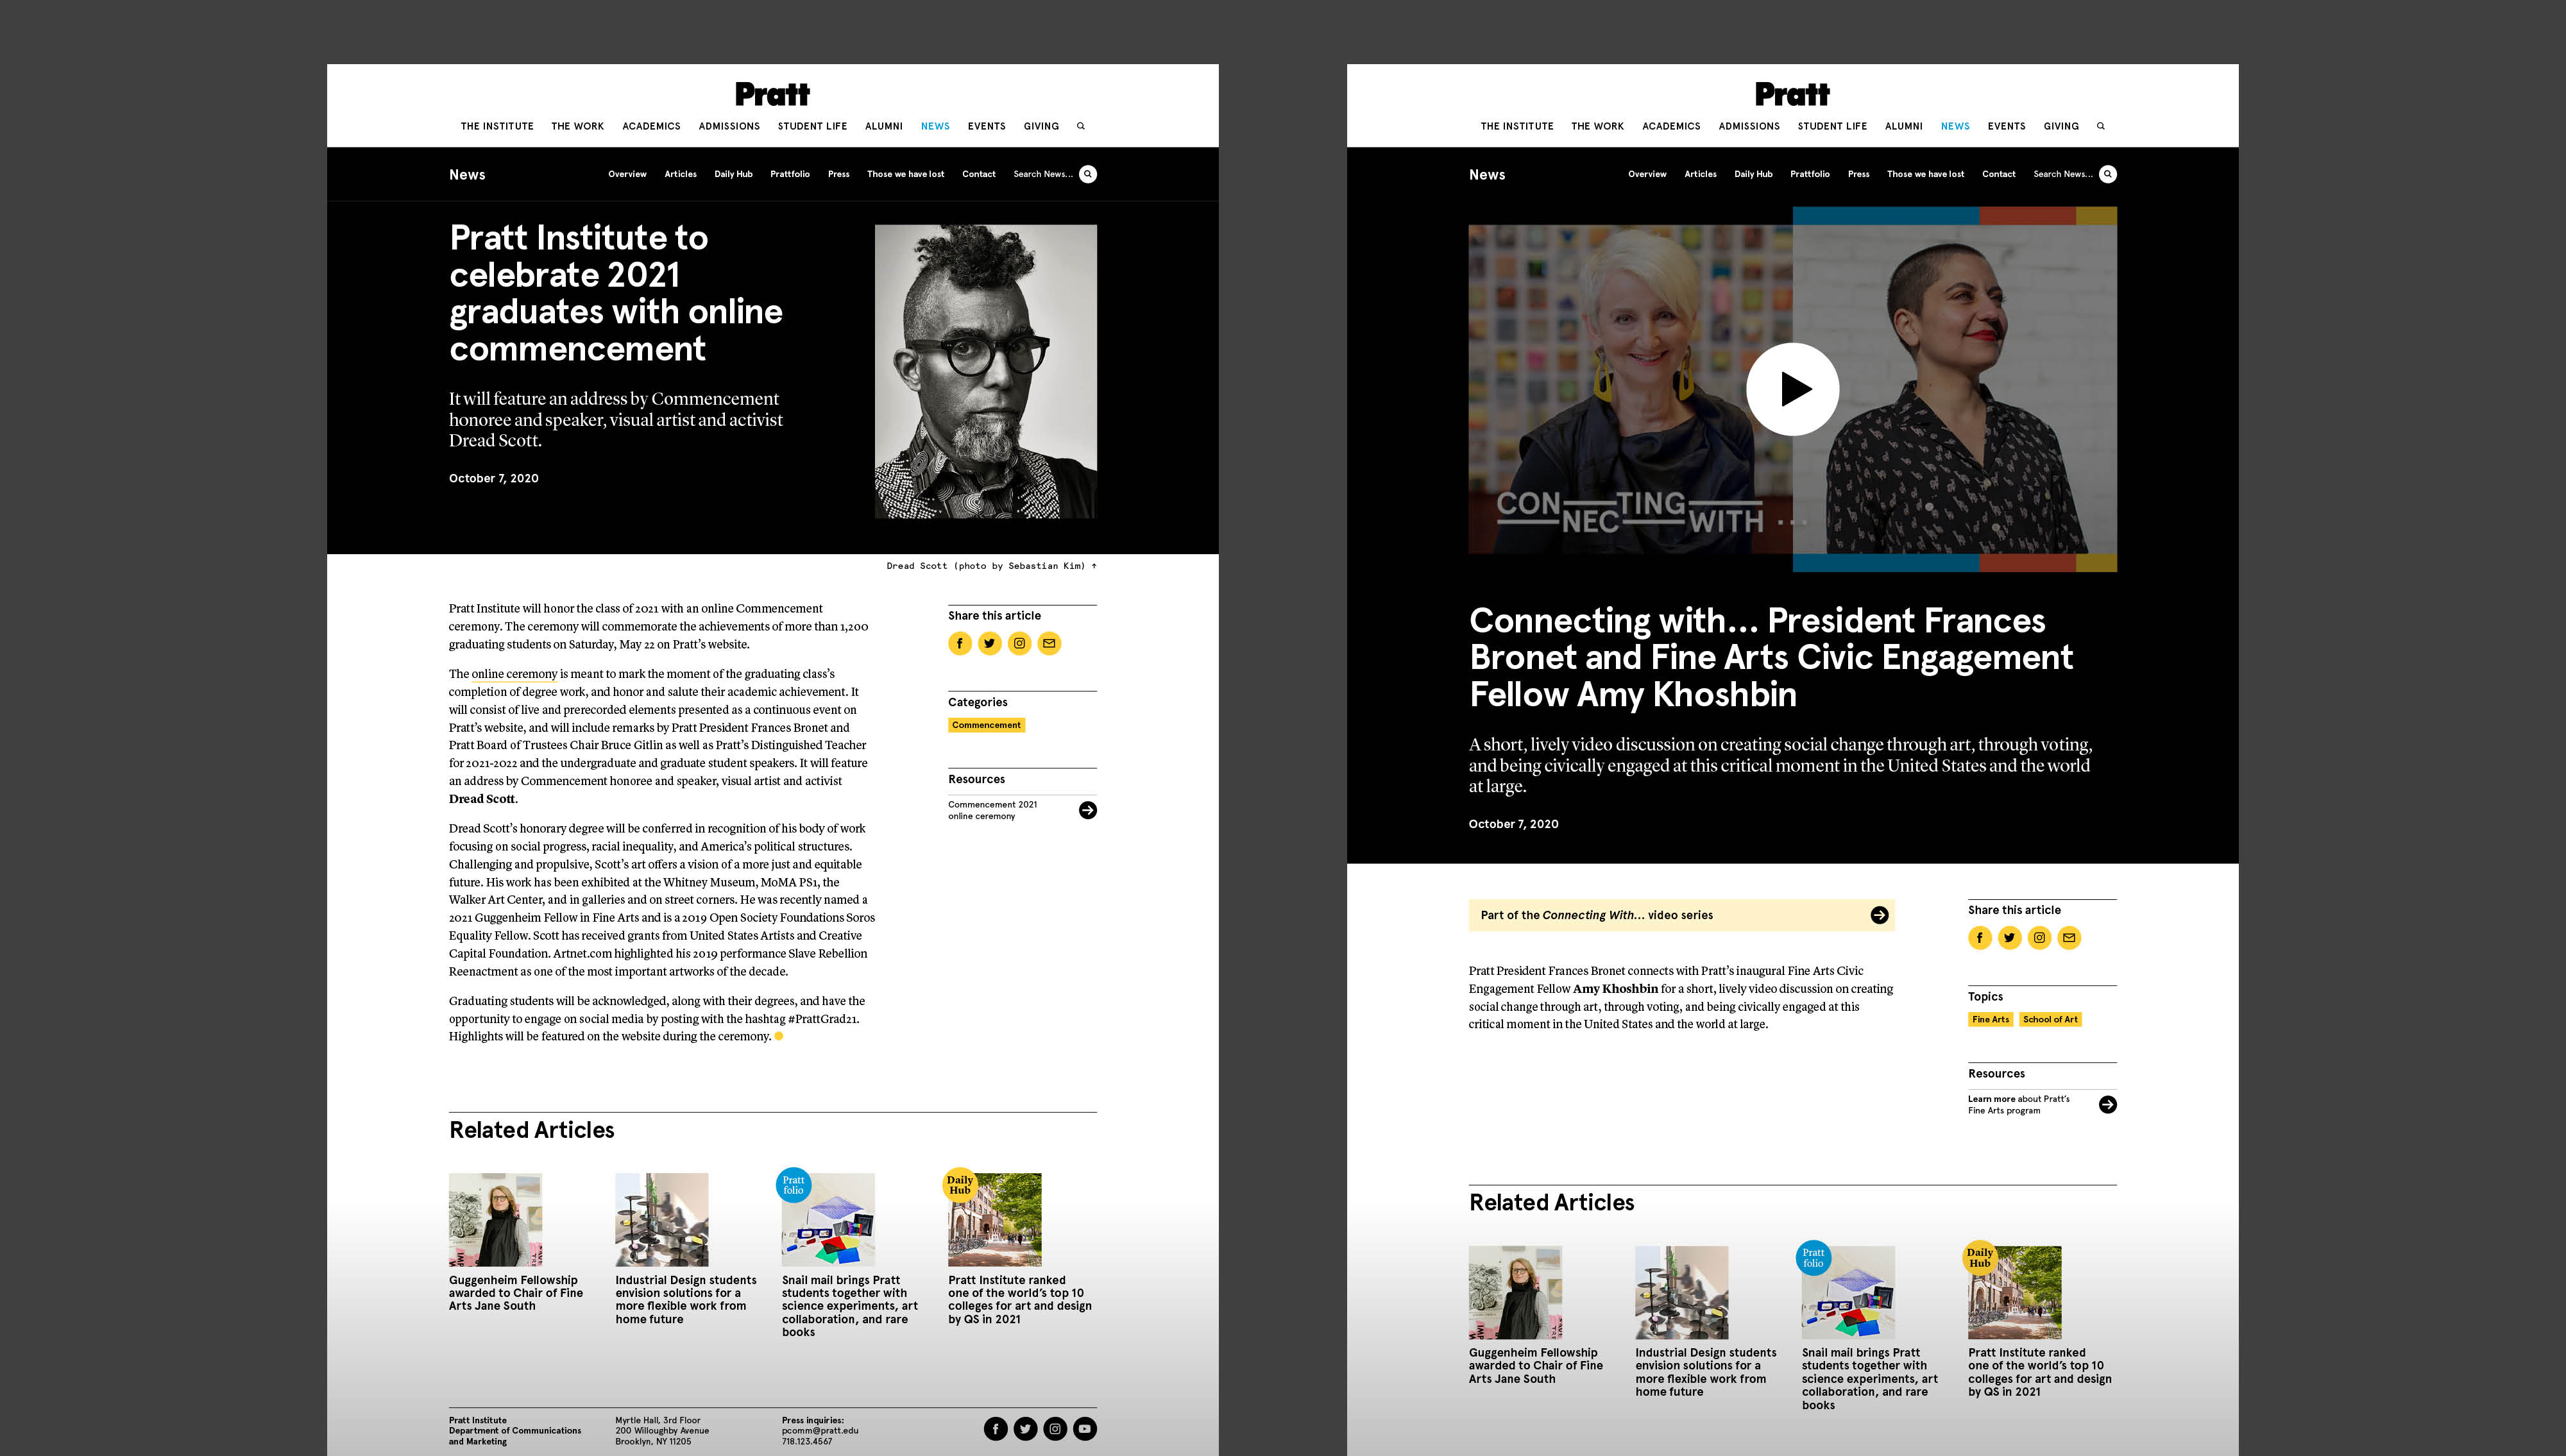 Pratt
THE INSTITUTE THE WORK ACADEMICS ADMISSIONS STUDENT LIFE ALUMNI NEWS EVENTS GIVING
News Overview Articles Daily Hub Prattfolio Press Those we have lost Contact Search News...
Pratt Institute to
celebrate 2021
graduates with online
commencement
It will feature an address by Commencement
honoree and speaker, visual artist and activist
Dread Scott.
October 7, 2020
Dread Scott (photo by Sebastian Kim) ↑
Pratt Institute will honor the class of 2021 with an online Commencement
ceremony. The ceremony will commemorate the achievements of more than 1,200
graduating students on Saturday, May 22 on Pratt’s website.
The online ceremony is meant to mark the moment of the graduating class’s
completion of degree work, and honor and salute their academic achievement. It
will consist of live and prerecorded elements presented as a continuous event on
Pratt’s website, and will include remarks by Pratt President Frances Bronet and
Pratt Board of Trustees Chair Bruce Gitlin as well as Pratt’s Distinguished Teacher
for 2021-2022 and the undergraduate and graduate student speakers. It will feature
an address by Commencement honoree and speaker, visual artist and activist
Dread Scott.
Dread Scott’s honorary degree will be conferred in recognition of his body of work
focusing on social progress, racial inequality, and America’s political structures.
Challenging and propulsive, Scott’s art offers a vision of a more just and equitable
future. His work has been exhibited at the Whitney Museum, MoMA PS1, the
Walker Art Center, and in galleries and on street corners. He was recently named a
2021 Guggenheim Fellow in Fine Arts and is a 2019 Open Society Foundations Soros
Equality Fellow. Scott has received grants from United States Artists and Creative
Capital Foundation. Artnet.com highlighted his 2019 performance Slave Rebellion
Reenactment as one of the most important artworks of the decade.
Graduating students will be acknowledged, along with their degrees, and have the
opportunity to engage on social media by posting with the hashtag #PrattGrad21.
Highlights will be featured on the website during the ceremony.
Share this article
Categories
Commencement
Resources
Commencement 2021
online ceremony
Related Articles
Guggenheim Fellowship
awarded to Chair of Fine
Arts Jane South
Industrial Design students
envision solutions for a
more flexible work from
home future
Pratt
folio
Snail mail brings Pratt
students together with
science experiments, art
collaboration, and rare
books
Daily
Hub
Pratt Institute ranked
one of the world’s top 10
colleges for art and design
by QS in 2021
Pratt Institute
Department of Communications
and Marketing
Myrtle Hall, 3rd Floor
200 Willoughby Avenue
Brooklyn, NY 11205
Press inquiries:
pcomm@pratt.edu
718.123.4567
Pratt
THE INSTITUTE THE WORK ACADEMICS ADMISSIONS STUDENT LIFE ALUMNI NEWS EVENTS GIVING
News Overview Articles Daily Hub Prattfolio Press Those we have lost Contact Search News...
CONNECTING
WITH ...
Connecting with... President Frances
Bronet and Fine Arts Civic Engagement
Fellow Amy Khoshbin
A short, lively video discussion on creating social change through art, through voting,
and being civically engaged at this critical moment in the United States and the world
at large.
October 7, 2020
Part of the Connecting With... video series
Pratt President Frances Bronet connects with Pratt’s inaugural Fine Arts Civic
Engagement Fellow Amy Khoshbin for a short, lively video discussion on creating
social change through art, through voting, and being civically engaged at this
critical moment in the United States and the world at large.
Share this article
Topics
Fine Arts School of Art
Resources
Learn more about Pratt’s
Fine Arts program
Related Articles
Guggenheim Fellowship
awarded to Chair of Fine
Arts Jane South
Industrial Design students
envision solutions for a
more flexible work from
home future
Pratt
folio
Snail mail brings Pratt
students together with
science experiments, art
collaboration, and rare
books
Daily
Hub
Pratt Institute ranked
one of the world’s top 10
colleges for art and design
by QS in 2021